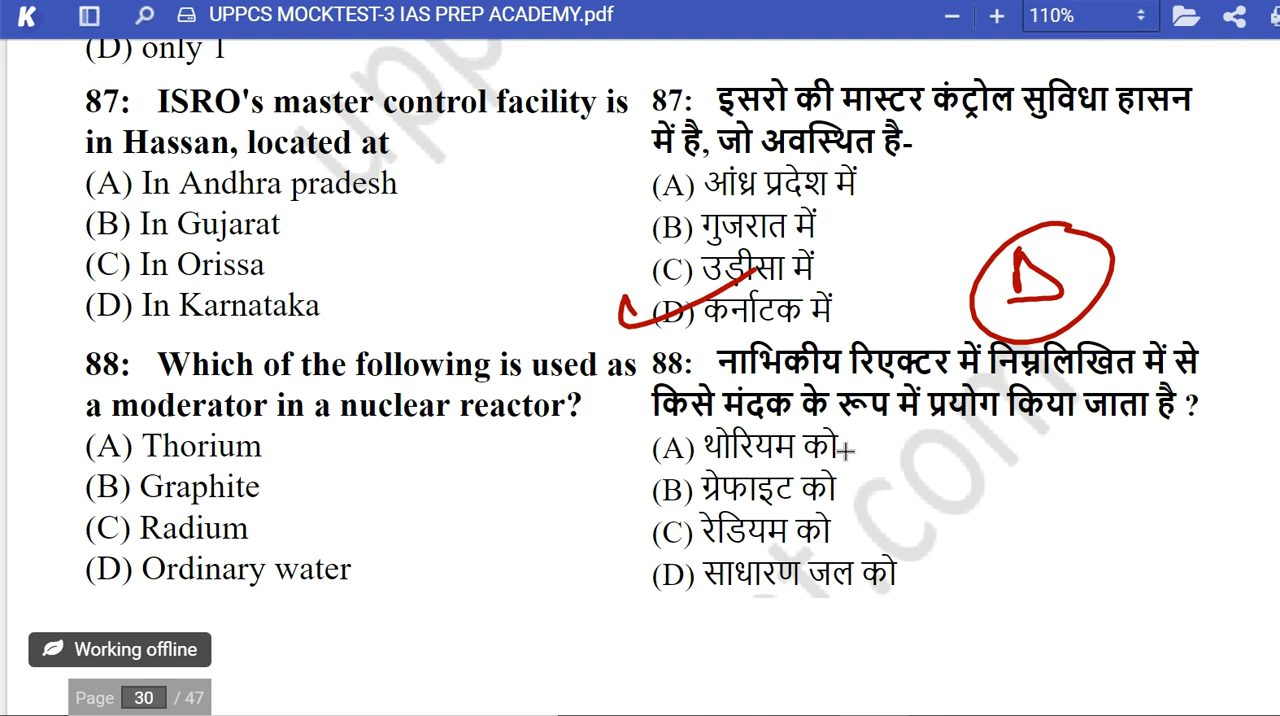 UPPCS MOCKTEST-3 IAS PREP ACADEMY.pdf
110%
(D) only 1
87: ISRO's master control facility is
in Hassan, located at
(A) In Andhra pradesh
(B) In Gujarat
(C) In Orissa
(D) In Karnataka
88: Which of the following is used as
a moderator in a nuclear reactor?
(A) Thorium
(B) Graphite
(C) Radium
(D) Ordinary water
87: इसरो की मास्टर कंट्रोल सुविधा हासन
में है, जो अवस्थित है-
(A) आंध्र प्रदेश में
(B) गुजरात में
(C) उड़ीसा में
(D) कर्नाटक में
D
88: नाभिकीय रिएक्टर में निम्नलिखित में से
किसे मंदक के रूप में प्रयोग किया जाता है ?
(A) थोरियम को
(B) ग्रेफाइट को
(C) रेडियम को
(D) साधारण जल को
Working offline
Page 30 / 47